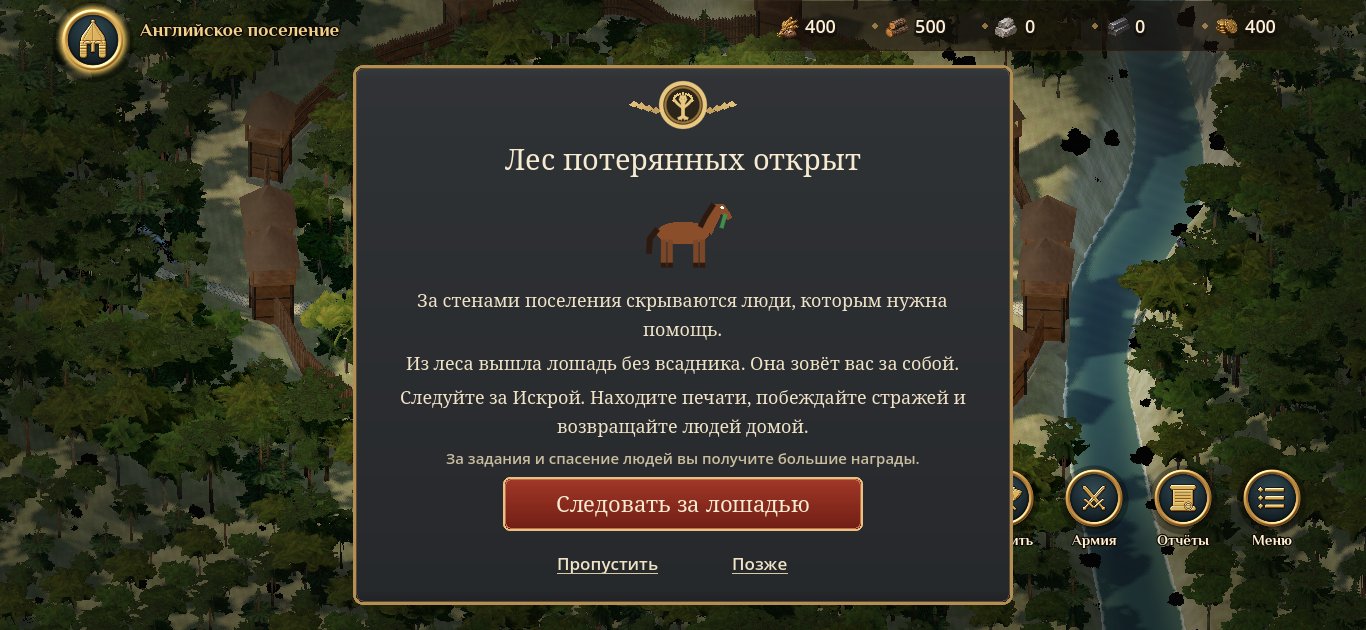 Английское поселение
400
500
0
0
400
Лес потерянных открыт
За стенами поселения скрываются люди, которым нужна
помощь.
Из леса вышла лошадь без всадника. Она зовёт вас за собой.
Следуйте за Искрой. Находите печати, побеждайте стражей и
возвращайте людей домой.
За задания и спасение людей вы получите большие награды.
Следовать за лошадью
Пропустить
Позже
ить
Армия
Отчёты
Меню